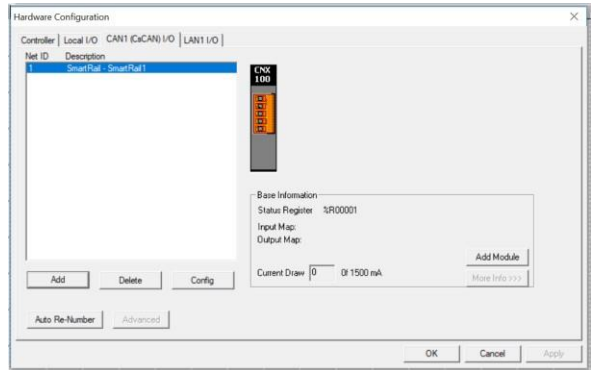 Hardware Configuration
Controller Local I/O CAN1 (CsCAN) I/O LAN1 I/O
Net ID Description
1 SmartRail - SmartRail1
CNX
100
Base Information
Status Register %R00001
Input Map:
Output Map:
Add Module
Current Draw 0 Of 1500 mA
More Info >>>
Add Delete Config
Auto Re-Number Advanced
OK Cancel Apply